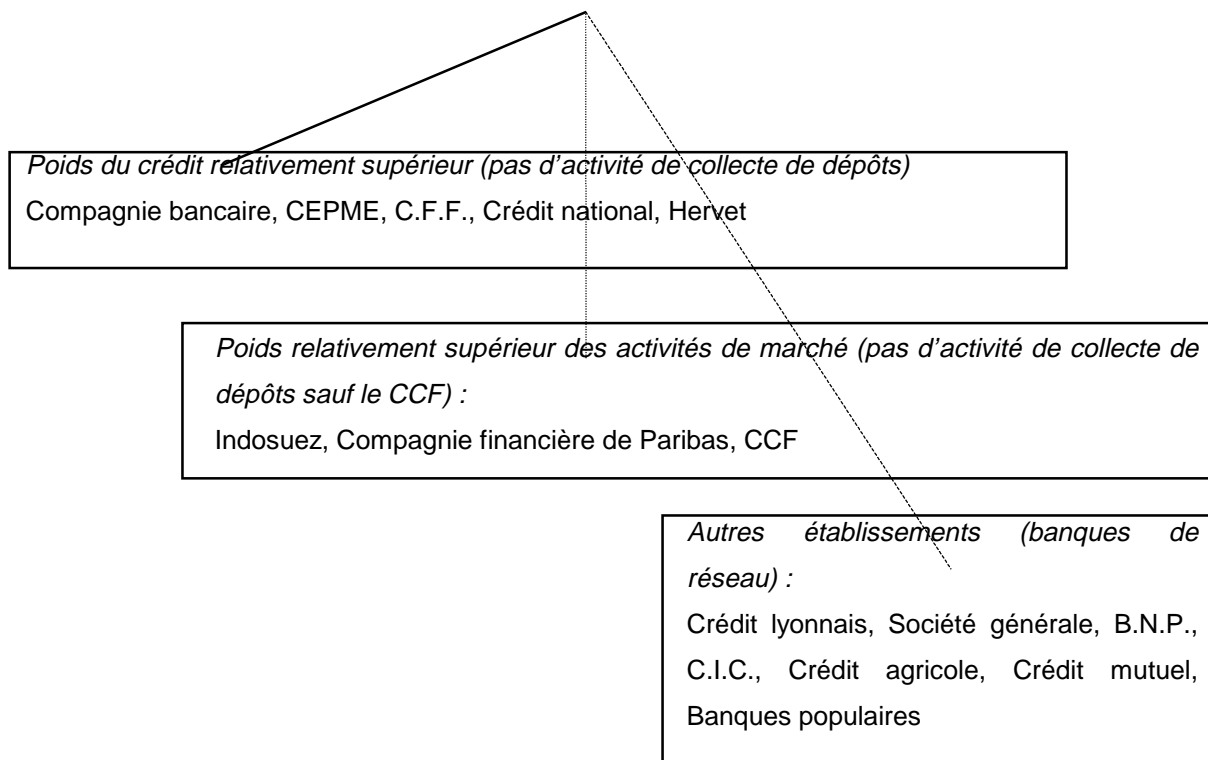 Poids du crédit relativement supérieur (pas d'activité de collecte de dépôts)
Compagnie bancaire, CEPME, C.F.F., Crédit national, Hervet
Poids relativement supérieur des activités de marché (pas d'activité de collecte de
dépôts sauf le CCF) :
Indosuez, Compagnie financière de Paribas, CCF
Autres établissements (banques de
réseau) :
Crédit lyonnais, Société générale, B.N.P.,
C.I.C., Crédit agricole, Crédit mutuel,
Banques populaires